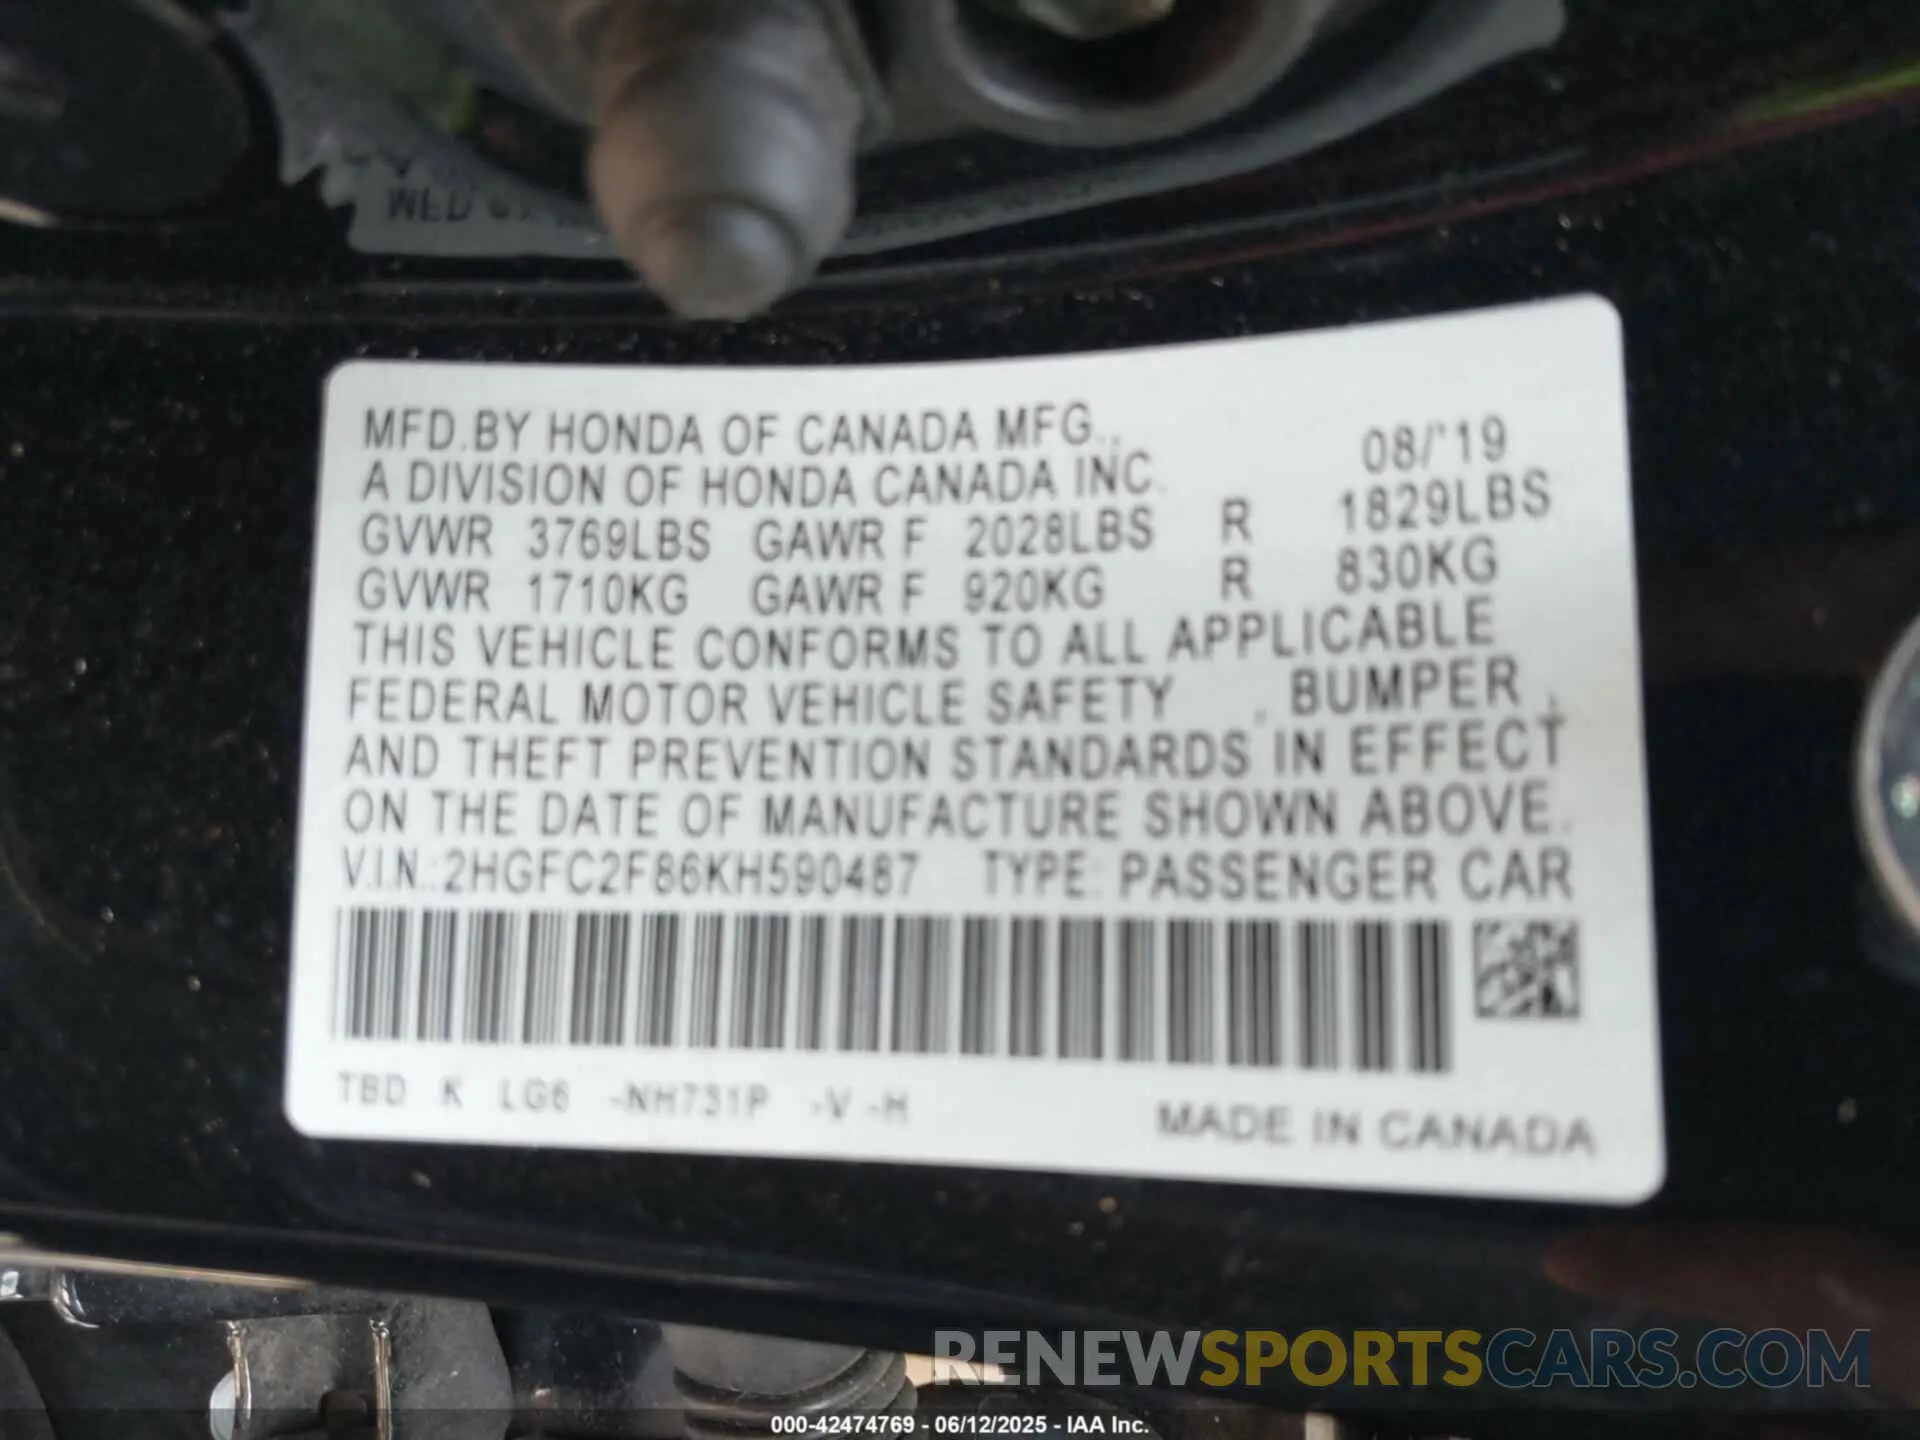 WLD
MFD.BY HONDA OF CANADA MFG.,
A DIVISION OF HONDA CANADA INC.
08/'19
GVWR 3769LBS GAWR F 2028LBS R 1829LBS
GVWR 1710KG GAWR F 920KG R 830KG
THIS VEHICLE CONFORMS TO ALL APPLICABLE
FEDERAL MOTOR VEHICLE SAFETY , BUMPER ,
AND THEFT PREVENTION STANDARDS IN EFFECT
ON THE DATE OF MANUFACTURE SHOWN ABOVE.
V.I.N.:2HGFC2F86KH590487 TYPE: PASSENGER CAR
TBD K LG6 -NH731P -V -H
MADE IN CANADA
RENEWSPORTSCARS.COM
000-42474769 - 06/12/2025 - IAA Inc.